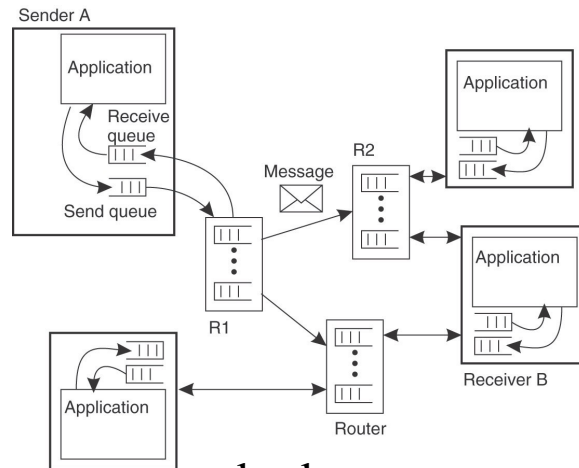 Sender A
Application
Receive
queue
Send queue
Message
R2
Application
R1
Application
Receiver B
Application
Router